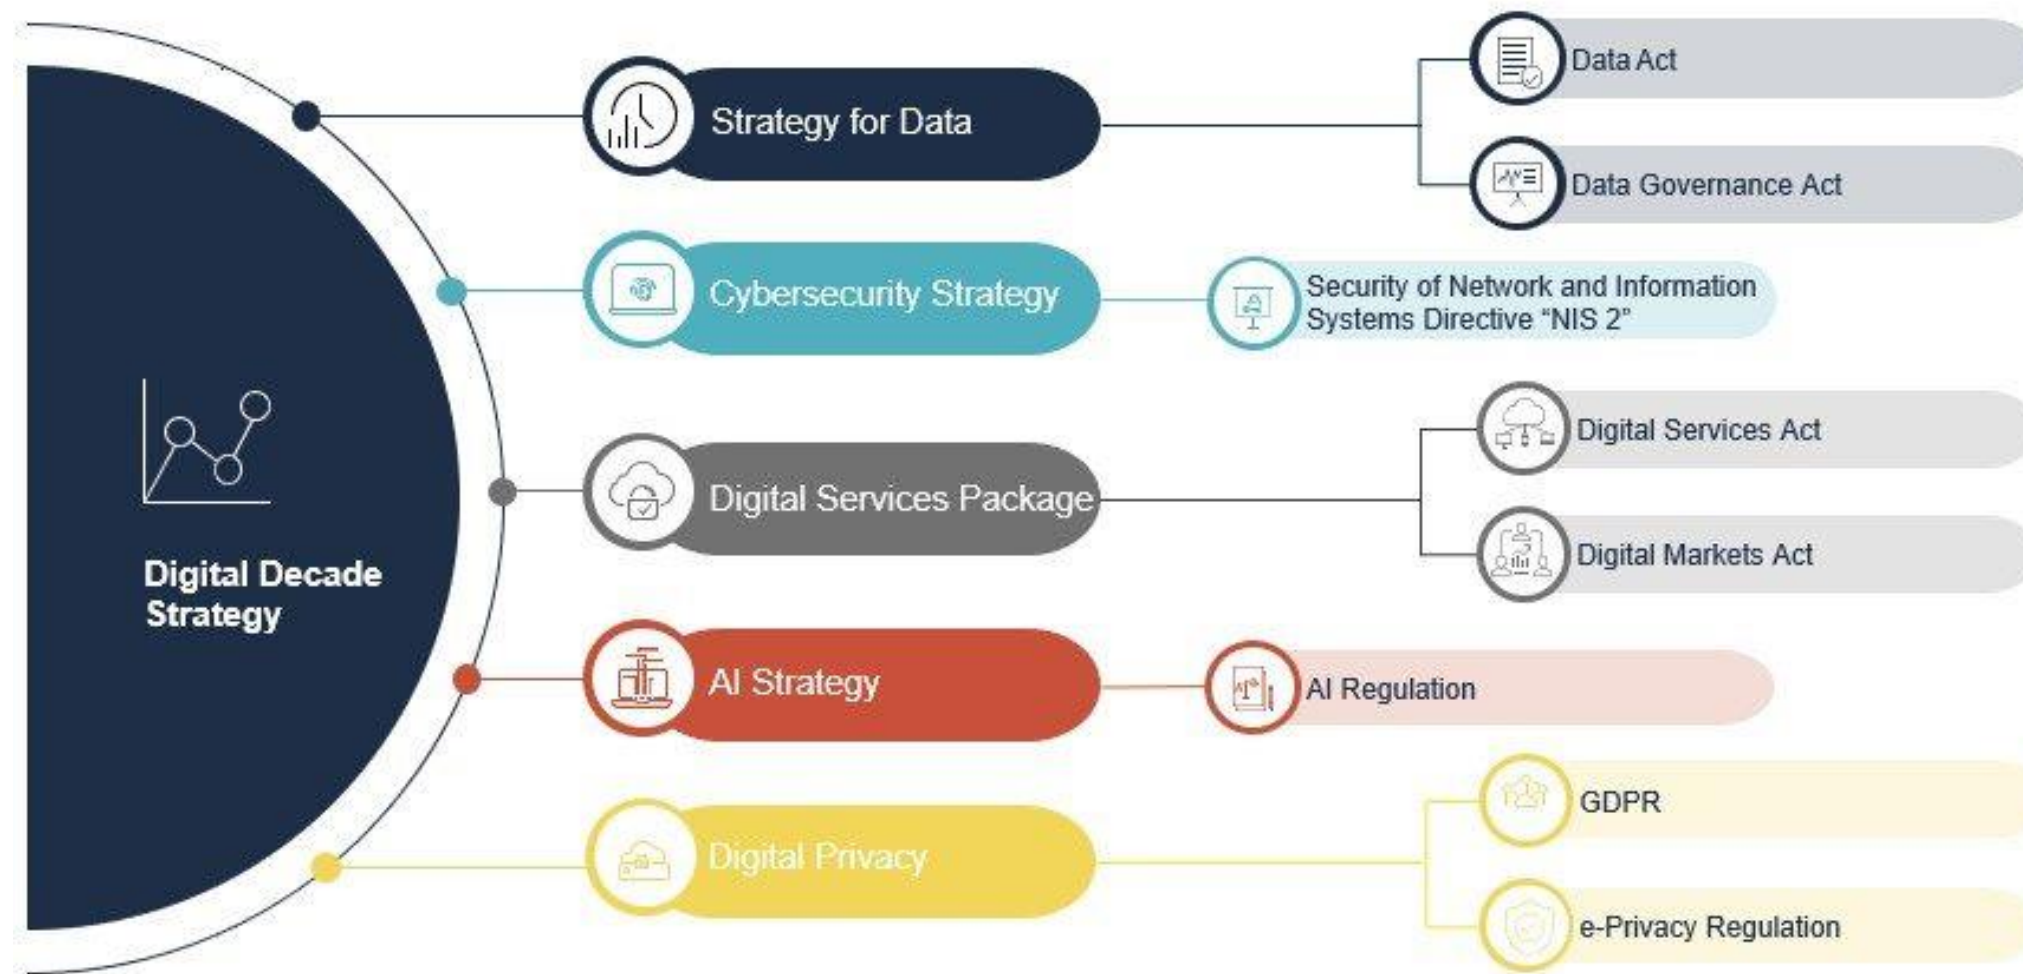 Digital Decade
Strategy
Strategy for Data
Data Act
Data Governance Act
Cybersecurity Strategy
Security of Network and Information
Systems Directive “NIS 2”
Digital Services Package
Digital Services Act
Digital Markets Act
AI Strategy
AI Regulation
Digital Privacy
GDPR
e-Privacy Regulation